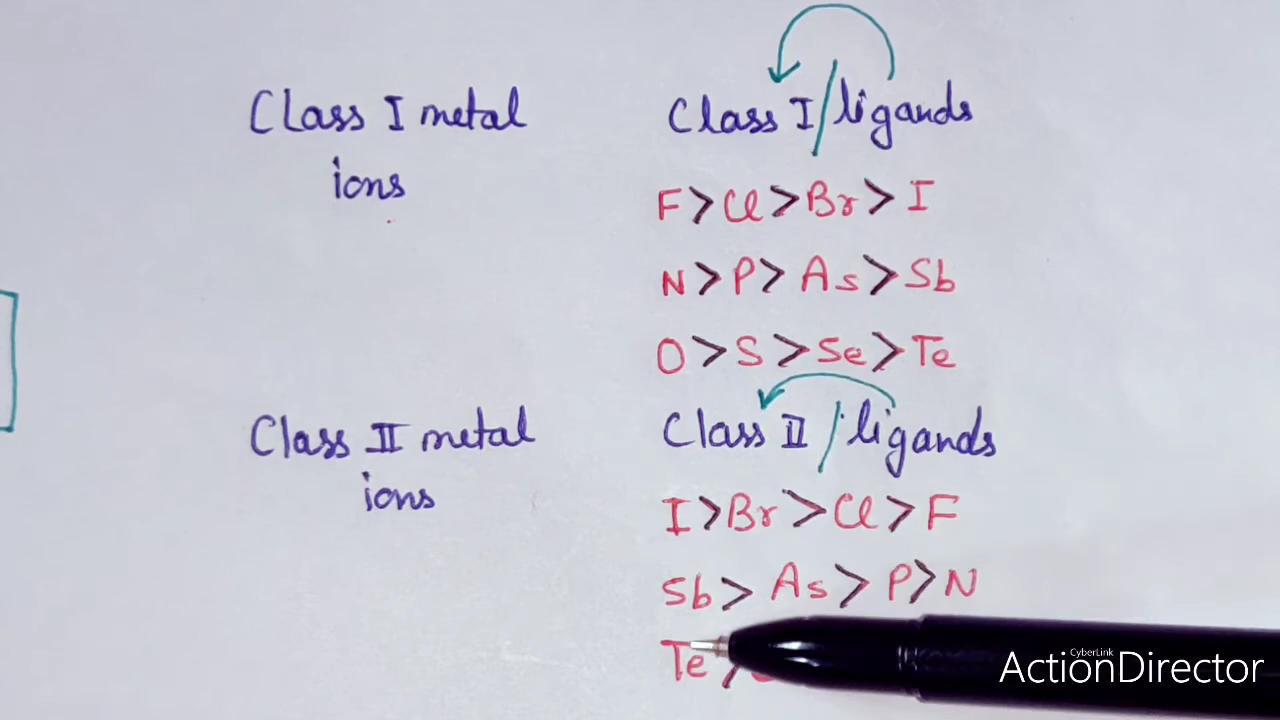 Class I metal
ions
Class I / ligands
F > Cl > Br > I
N > P > As > Sb
O > S > Se > Te
Class II metal
ions
Class II / ligands
I > Br > Cl > F
Sb > As > P > N
Te >
CyberLink
ActionDirector